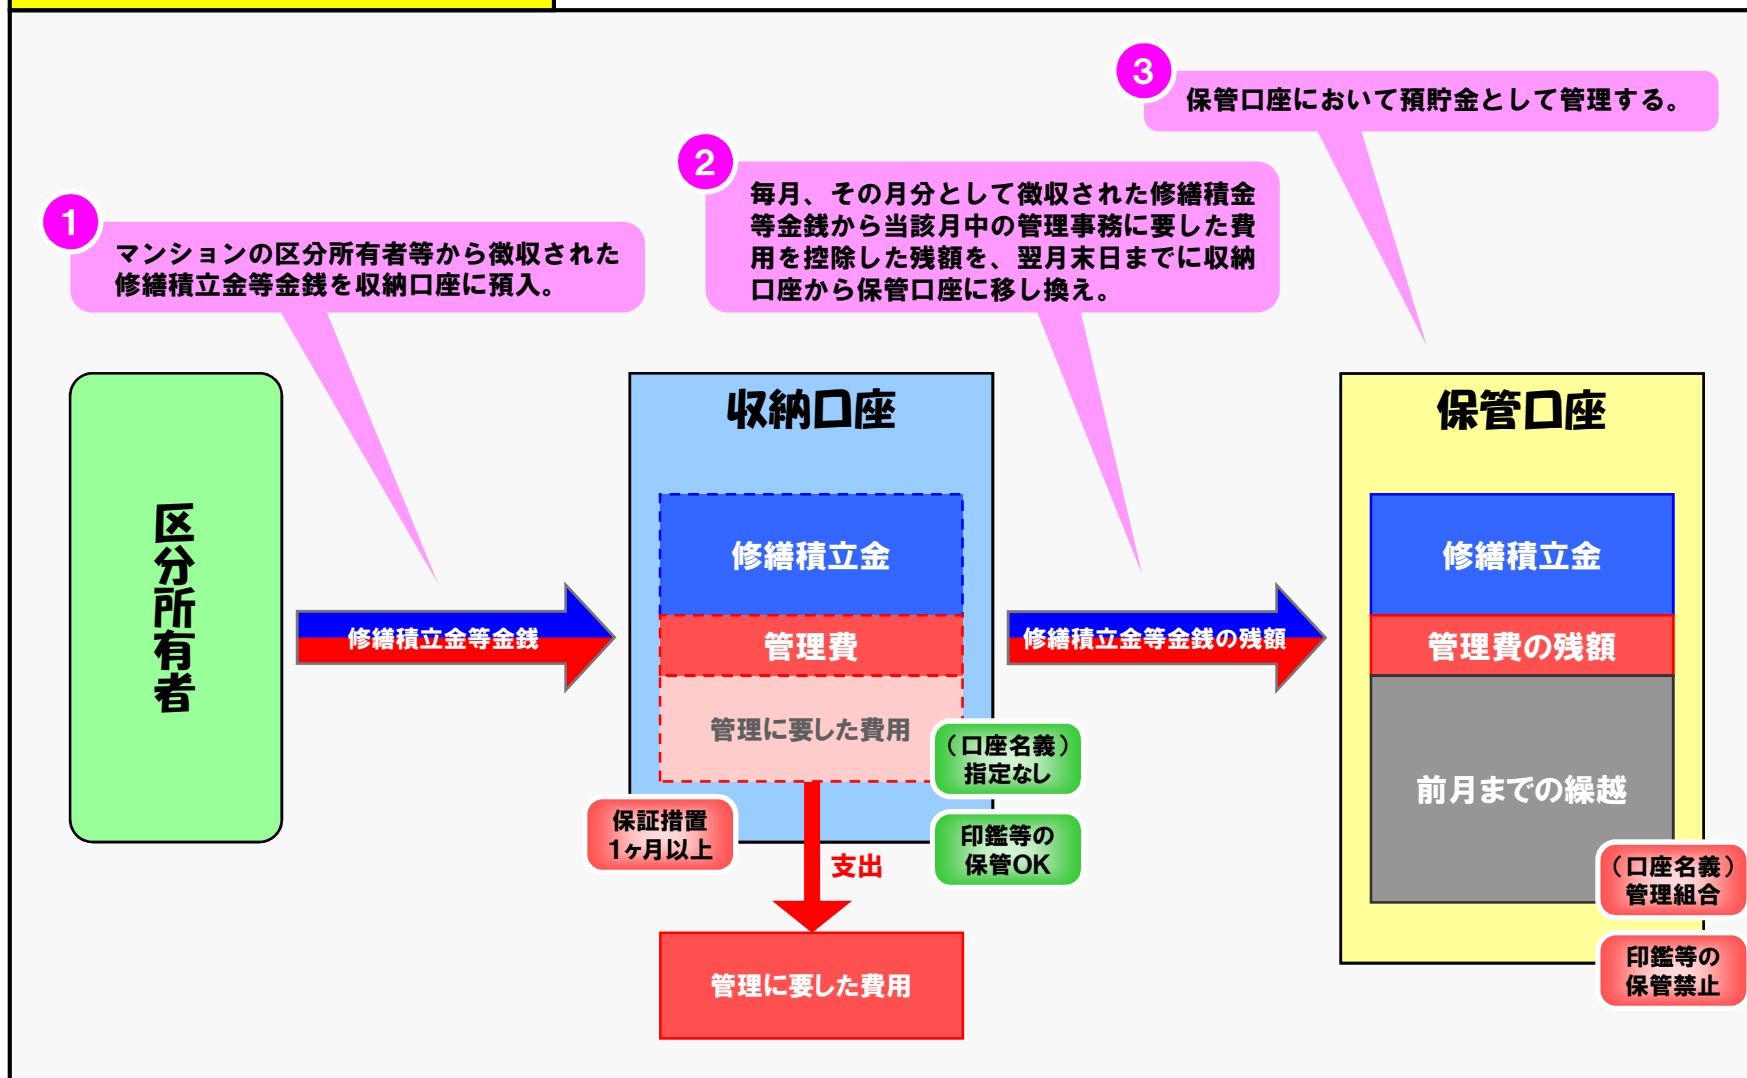 3
保管口座において預貯金として管理する。
2
毎月、その月分として徴収された修繕積金
等金銭から当該月中の管理事務に要した費
用を控除した残額を、翌月末日までに収納
口座から保管口座に移し換え。
1
マンションの区分所有者等から徴収された
修繕積立金等金銭を収納口座に預入。
区分所有者
修繕積立金等金銭
収納口座
修繕積立金
管理費
管理に要した費用
（口座名義）
指定なし
保証措置
1ヶ月以上
印鑑等の
保管OK
支出
管理に要した費用
修繕積立金等金銭の残額
保管口座
修繕積立金
管理費の残額
前月までの繰越
（口座名義）
管理組合
印鑑等の
保管禁止